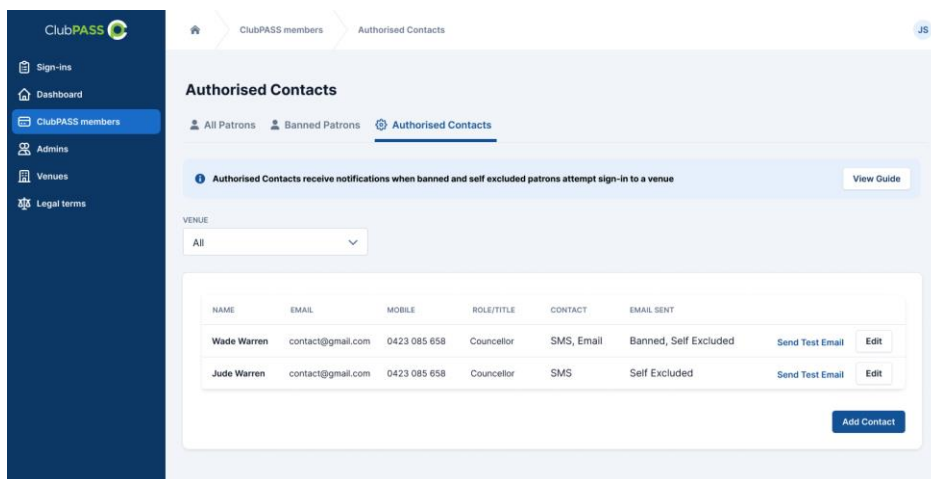 ClubPASS
ClubPASS members
Authorised Contacts
JS
Sign-ins
Dashboard
ClubPASS members
Admins
Venues
Legal terms
Authorised Contacts
All Patrons
Banned Patrons
Authorised Contacts
Authorised Contacts receive notifications when banned and self excluded patrons attempt sign-in to a venue
View Guide
VENUE
All
NAME EMAIL MOBILE ROLE/TITLE CONTACT EMAIL SENT
Wade Warren contact@gmail.com 0423 085 658 Councellor SMS, Email Banned, Self Excluded Send Test Email Edit
Jude Warren contact@gmail.com 0423 085 658 Councellor SMS Self Excluded Send Test Email Edit
Add Contact